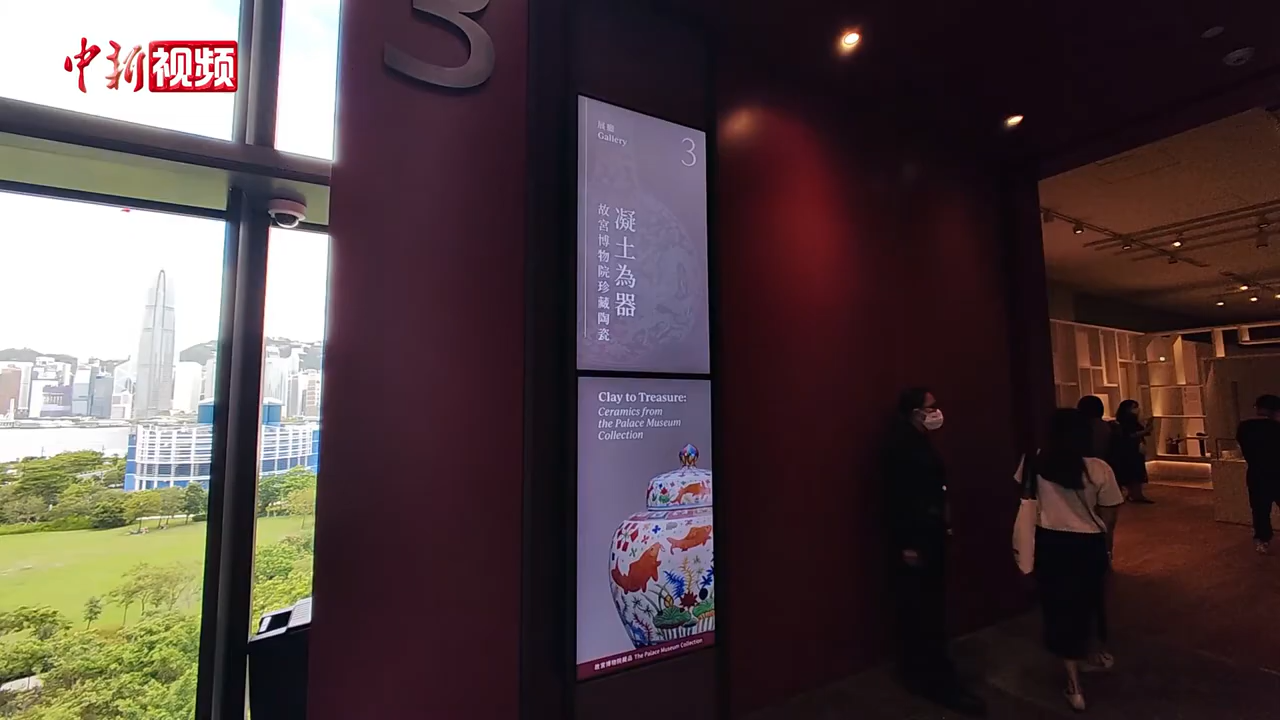 中新视频
3
展廳
Gallery
3
凝土為器
故宮博物院珍藏陶瓷
Clay to Treasure:
Ceramics from
the Palace Museum
Collection
故宮博物院藏品 The Palace Museum Collection